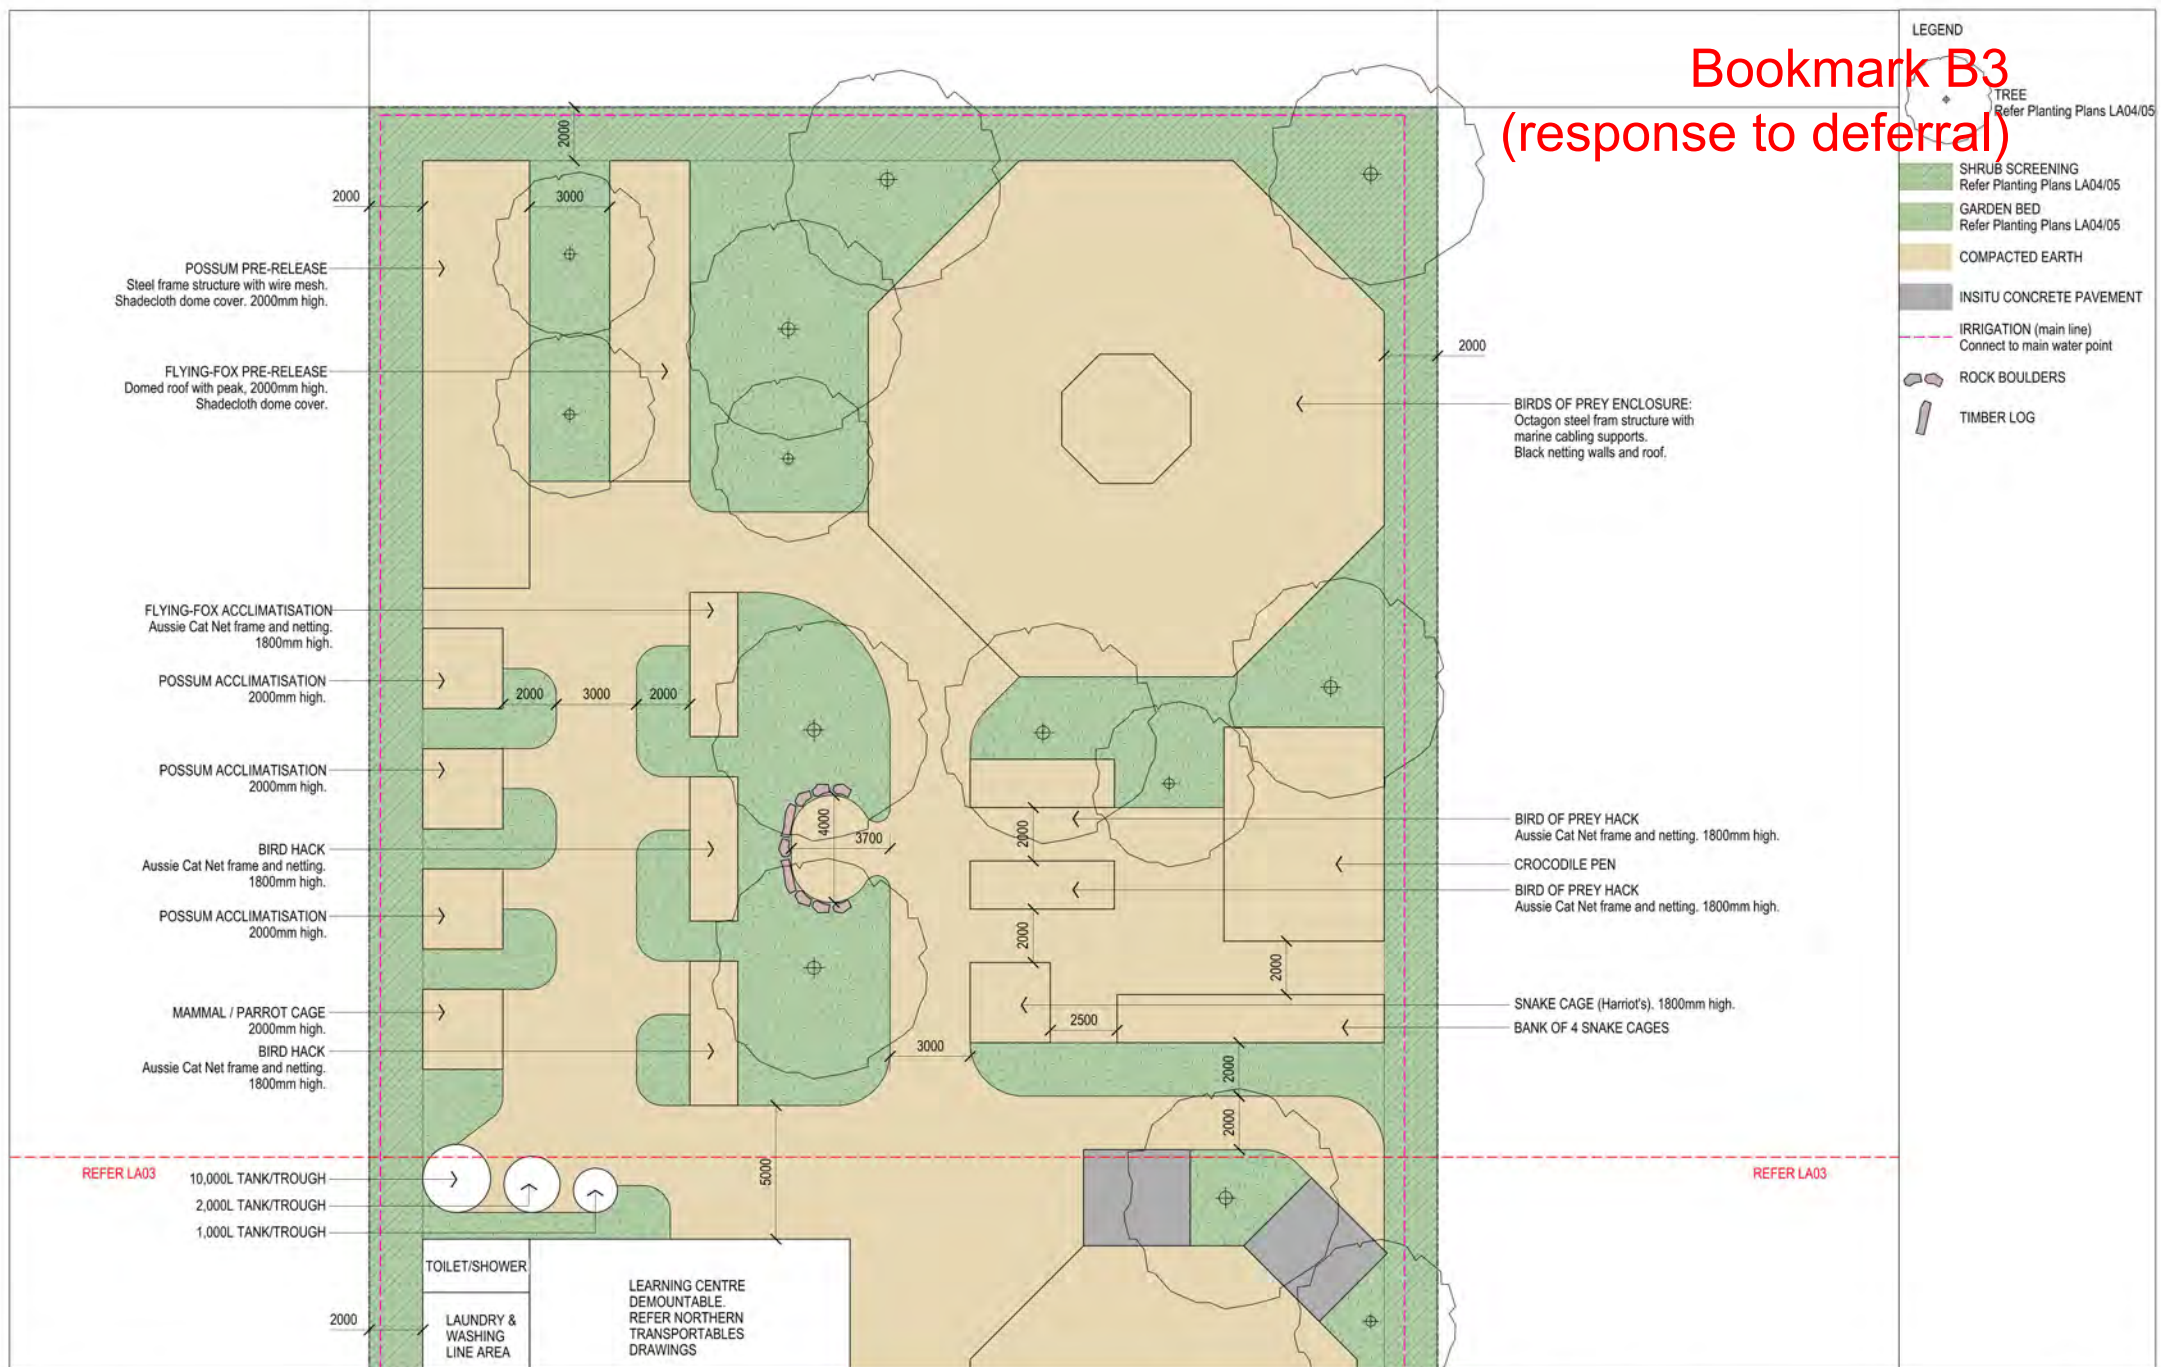 Bookmark B3
(response to deferral)
LEGEND
TREE
Refer Planting Plans LA04/05
SHRUB SCREENING
Refer Planting Plans LA04/05
GARDEN BED
Refer Planting Plans LA04/05
COMPACTED EARTH
INSITU CONCRETE PAVEMENT
IRRIGATION (main line)
Connect to main water point
ROCK BOULDERS
TIMBER LOG
2000
2000
3000
POSSUM PRE-RELEASE
Steel frame structure with wire mesh.
Shadecloth dome cover. 2000mm high.
FLYING-FOX PRE-RELEASE
Domed roof with peak, 2000mm high.
Shadecloth dome cover.
2000
BIRDS OF PREY ENCLOSURE:
Octagon steel fram structure with
marine cabling supports.
Black netting walls and roof.
FLYING-FOX ACCLIMATISATION
Aussie Cat Net frame and netting.
1800mm high.
POSSUM ACCLIMATISATION
2000mm high.
2000
3000
2000
POSSUM ACCLIMATISATION
2000mm high.
BIRD HACK
Aussie Cat Net frame and netting.
1800mm high.
POSSUM ACCLIMATISATION
2000mm high.
MAMMAL / PARROT CAGE
2000mm high.
BIRD HACK
Aussie Cat Net frame and netting.
1800mm high.
4000
3700
2000
2000
2000
2500
3000
2000
2000
5000
BIRD OF PREY HACK
Aussie Cat Net frame and netting. 1800mm high.
CROCODILE PEN
BIRD OF PREY HACK
Aussie Cat Net frame and netting. 1800mm high.
SNAKE CAGE (Harriot's). 1800mm high.
BANK OF 4 SNAKE CAGES
REFER LA03
REFER LA03
10,000L TANK/TROUGH
2,000L TANK/TROUGH
1,000L TANK/TROUGH
TOILET/SHOWER
LAUNDRY &
WASHING
LINE AREA
LEARNING CENTRE
DEMOUNTABLE.
REFER NORTHERN
TRANSPORTABLES
DRAWINGS
2000